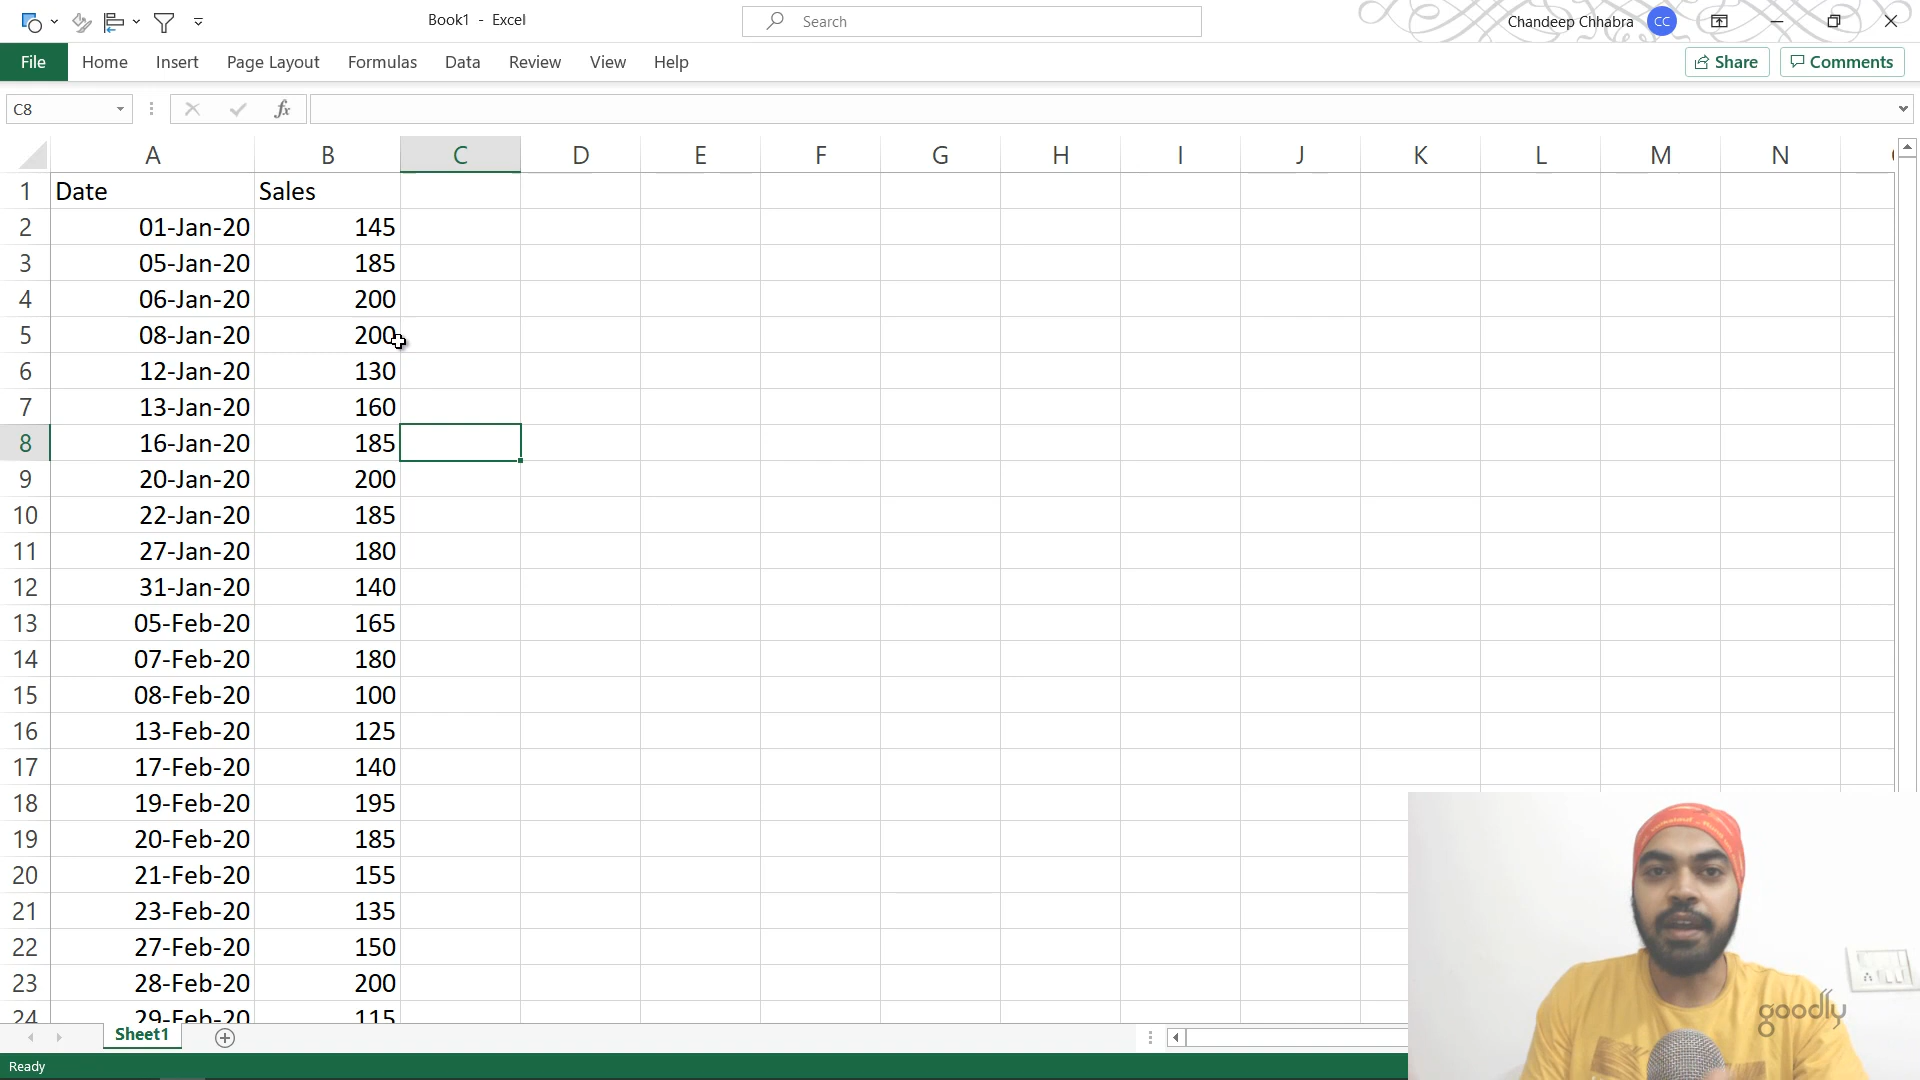 Book1 - Excel
Search
Chandeep Chhabra CC
File Home Insert Page Layout Formulas Data Review View Help
Share Comments
C8
fx
A B C D E F G H I J K L M N
1 Date Sales
2 01-Jan-20 145
3 05-Jan-20 185
4 06-Jan-20 200
5 08-Jan-20 200
6 12-Jan-20 130
7 13-Jan-20 160
8 16-Jan-20 185
9 20-Jan-20 200
10 22-Jan-20 185
11 27-Jan-20 180
12 31-Jan-20 140
13 05-Feb-20 165
14 07-Feb-20 180
15 08-Feb-20 100
16 13-Feb-20 125
17 17-Feb-20 140
18 19-Feb-20 195
19 20-Feb-20 185
20 21-Feb-20 155
21 23-Feb-20 135
22 27-Feb-20 150
23 28-Feb-20 200
24 29-Feb-20 115
goodly
Sheet1
Ready